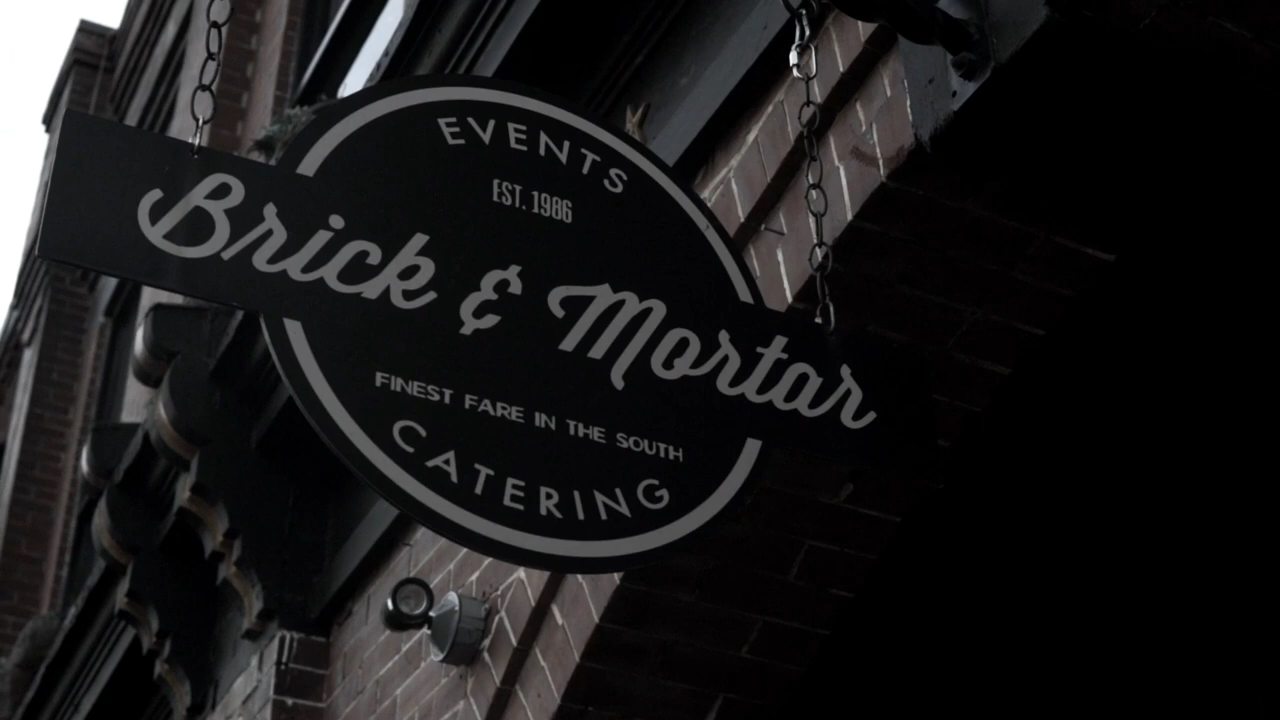 EVENTS
EST. 1986
Brick & Mortar
FINEST FARE IN THE SOUTH
CATERING